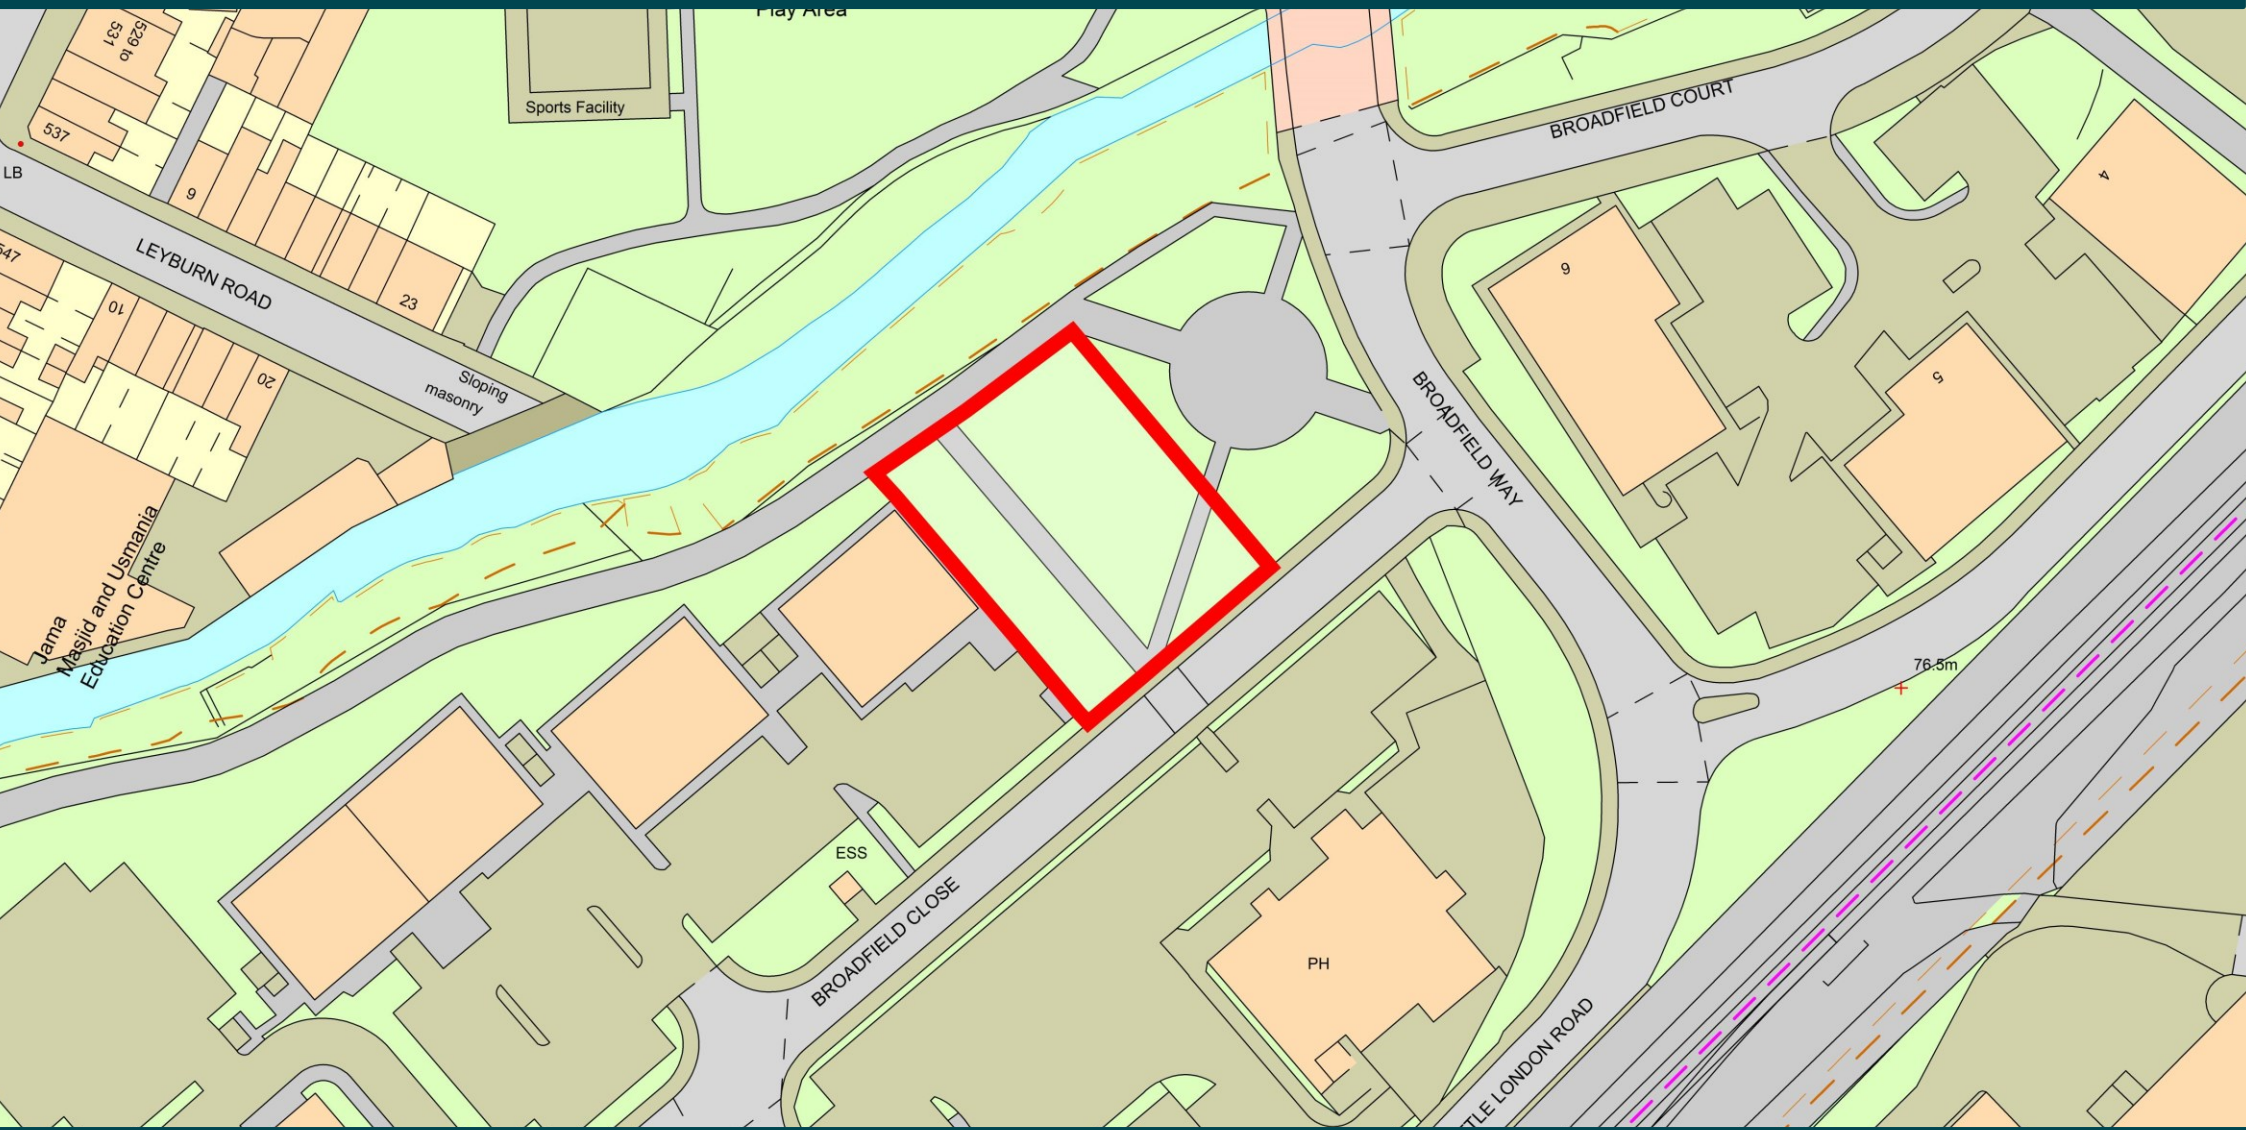 Play Area
529 to
531
537
Sports Facility
BROADFIELD COURT
LB
9
4
LEYBURN ROAD
547
10
23
6
20
Sloping
masonry
5
BROADFIELD WAY
Jama
Masjid and Usmania
Education Centre
76.5m
ESS
BROADFIELD CLOSE
PH
TLE LONDON ROAD